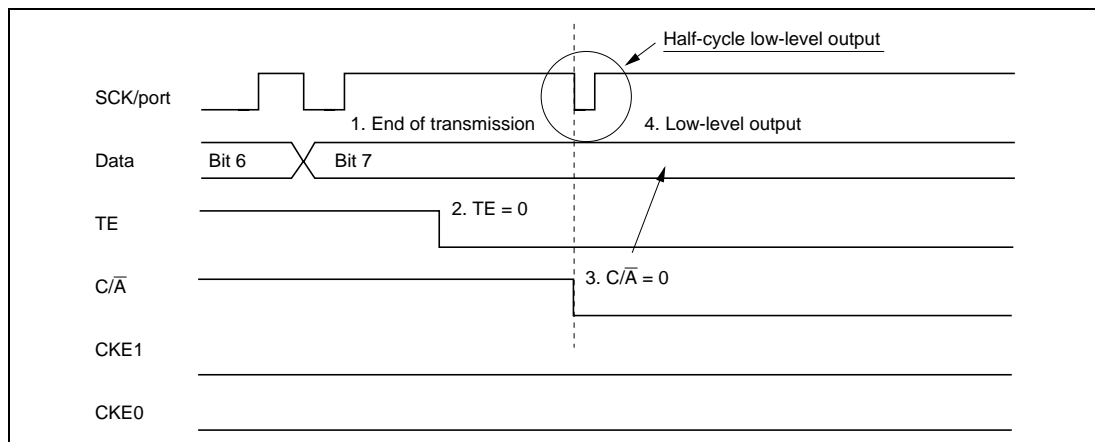 Half-cycle low-level output
SCK/port
1. End of transmission
4. Low-level output
Data
Bit 6
Bit 7
TE
2. TE = 0
C/A̅
3. C/A̅ = 0
CKE1
CKE0